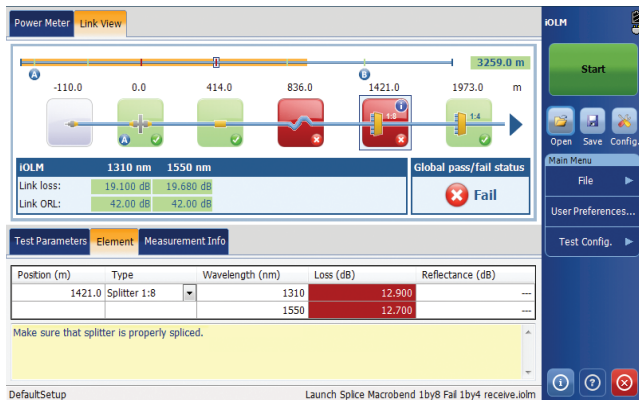 Power Meter Link View
iOLM
3259.0 m
A B
Start
-110.0 0.0 414.0 836.0 1421.0 1973.0 m
i
1:8 1:4
A
Open Save Config.
Main Menu
iOLM 1310 nm 1550 nm Global pass/fail status
File
Link loss: 19.100 dB 19.680 dB
Fail
Link ORL: 42.00 dB 42.00 dB
User Preferences...
Test Parameters Element Measurement Info
Test Config.
Position (m) Type Wavelength (nm) Loss (dB) Reflectance (dB)
1421.0 Splitter 1:8 1310 12.900 ---
1550 12.700 ---
Make sure that splitter is properly spliced.
i ?
DefaultSetup Launch Splice Macrobend 1by8 Fail 1by4 receive.iolm